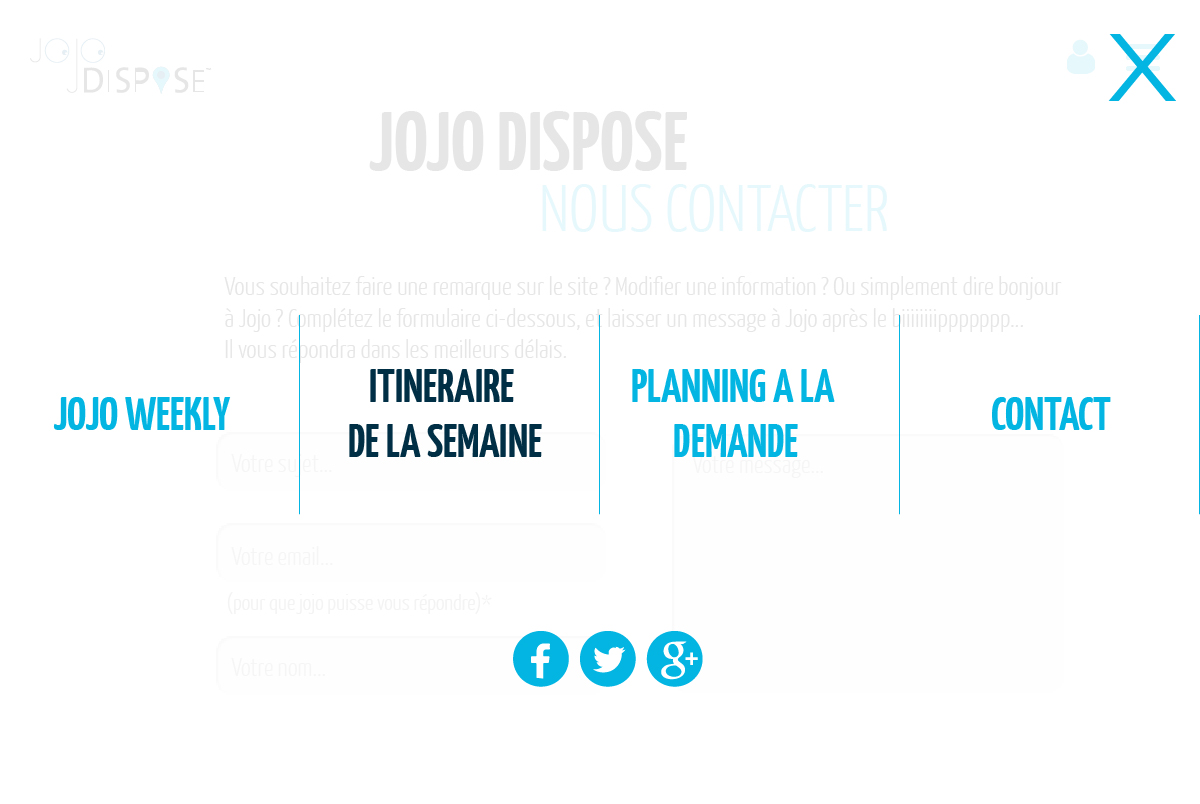 JOJO
DISPOSE
X
JOJO DISPOSE
NOUS CONTACTER
Vous souhaitez faire une remarque sur le site ? Modifier une information ? Ou simplement dire bonjour
à Jojo ? Complétez le formulaire ci-dessous, et laisser un message à Jojo après le biiiiiiiippppppp...
Il vous répondra dans les meilleurs délais.
JOJO WEEKLY
ITINERAIRE
DE LA SEMAINE
PLANNING A LA
DEMANDE
CONTACT
Votre sujet...
Votre message...
Votre email...
(pour que jojo puisse vous répondre)*
Votre nom...